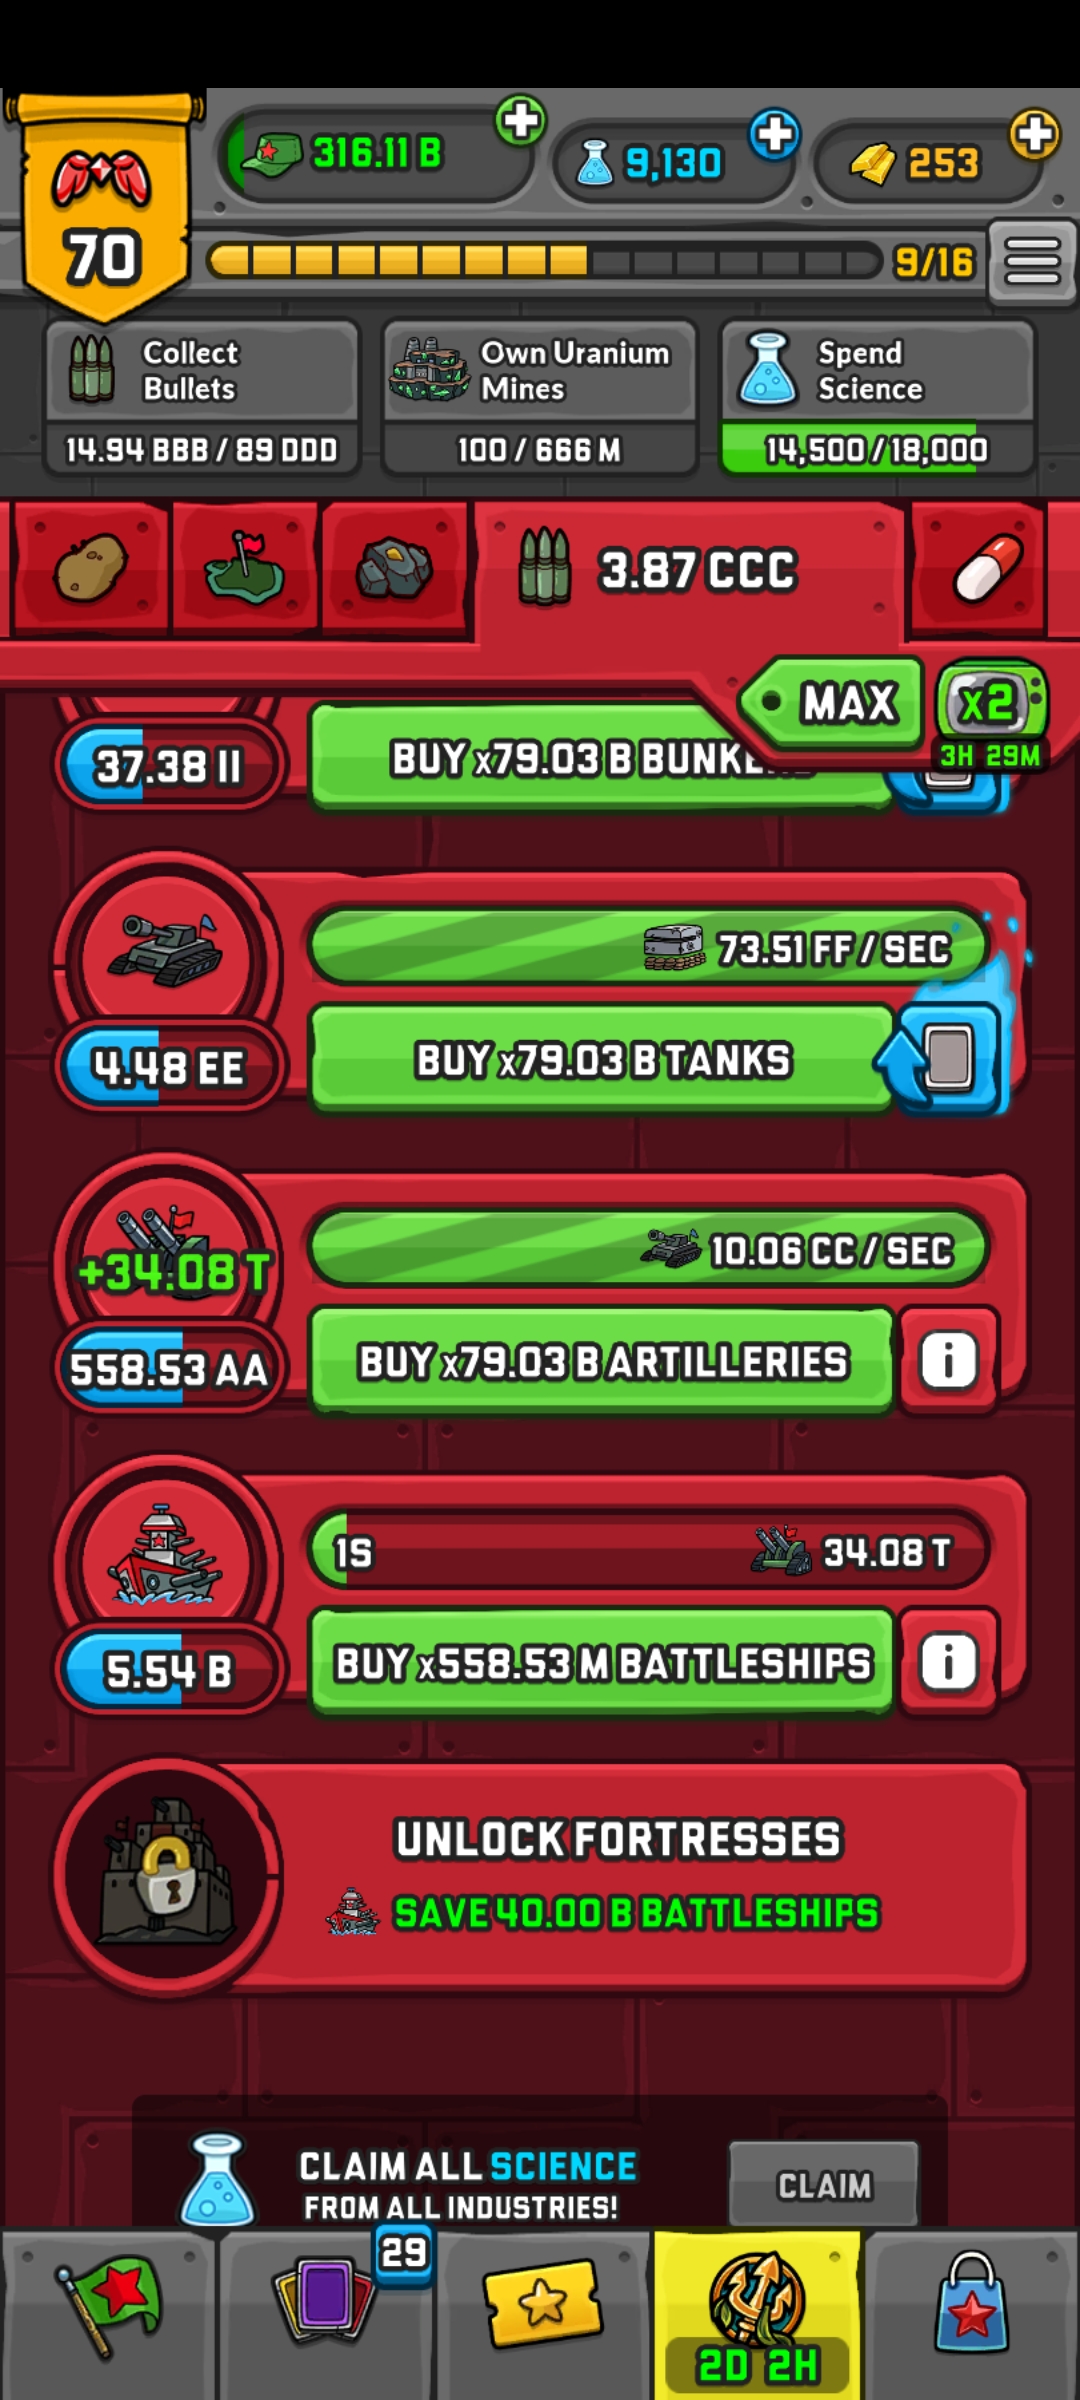 316.11 B
9,130
253
70
9/16
Collect
Bullets
14.94 BBB / 89 DDD
Own Uranium
Mines
100 / 666 M
Spend
Science
14,500/18,000
3.87 CCC
MAX
x2
3H 29M
37.38 II
BUY x79.03 B
73.51 FF / SEC
4.48 EE
BUY x79.03 B TANKS
+34.08 T
10.06 CC / SEC
558.53 AA
BUY x79.03 B ARTILLERIES
1S
34.08 T
5.54 B
BUY x558.53 M BATTLESHIPS
UNLOCK FORTRESSES
SAVE 40.00 B BATTLESHIPS
CLAIM ALL SCIENCE
FROM ALL INDUSTRIES!
CLAIM
29
2D 2H